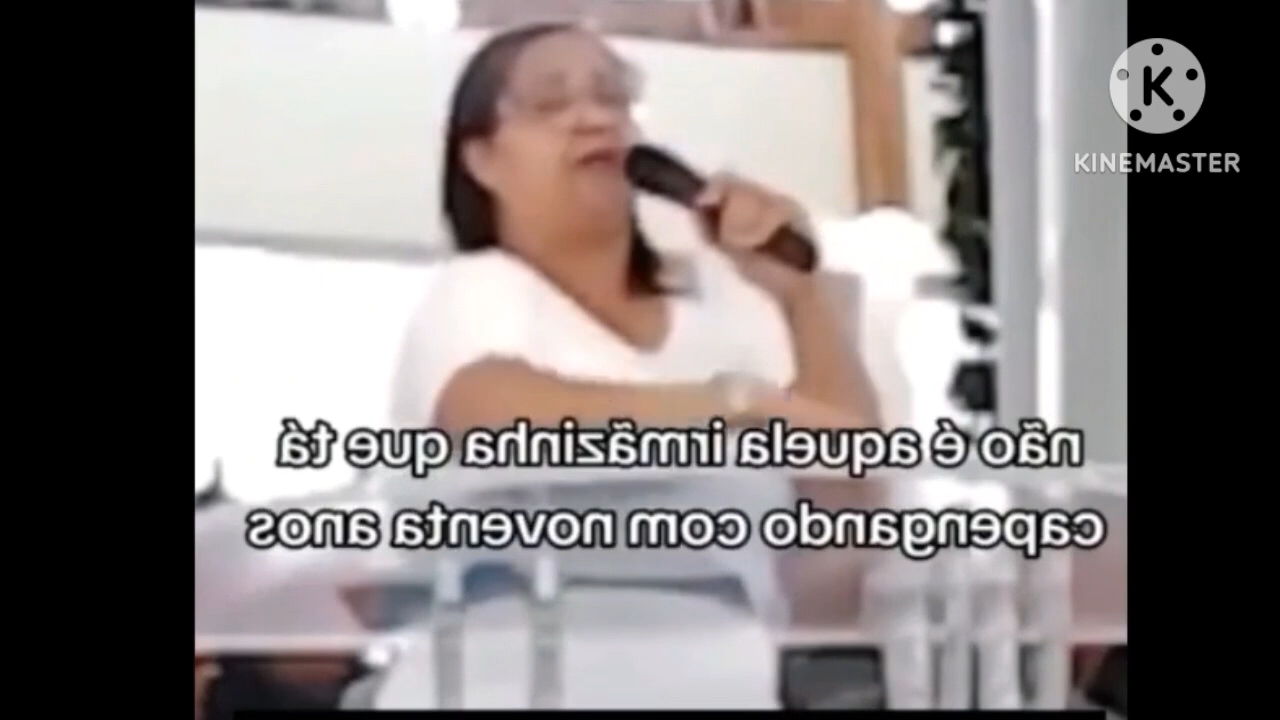 KINEMASTER
não é aquela irmãzinha que tá
capengando com noventa anos